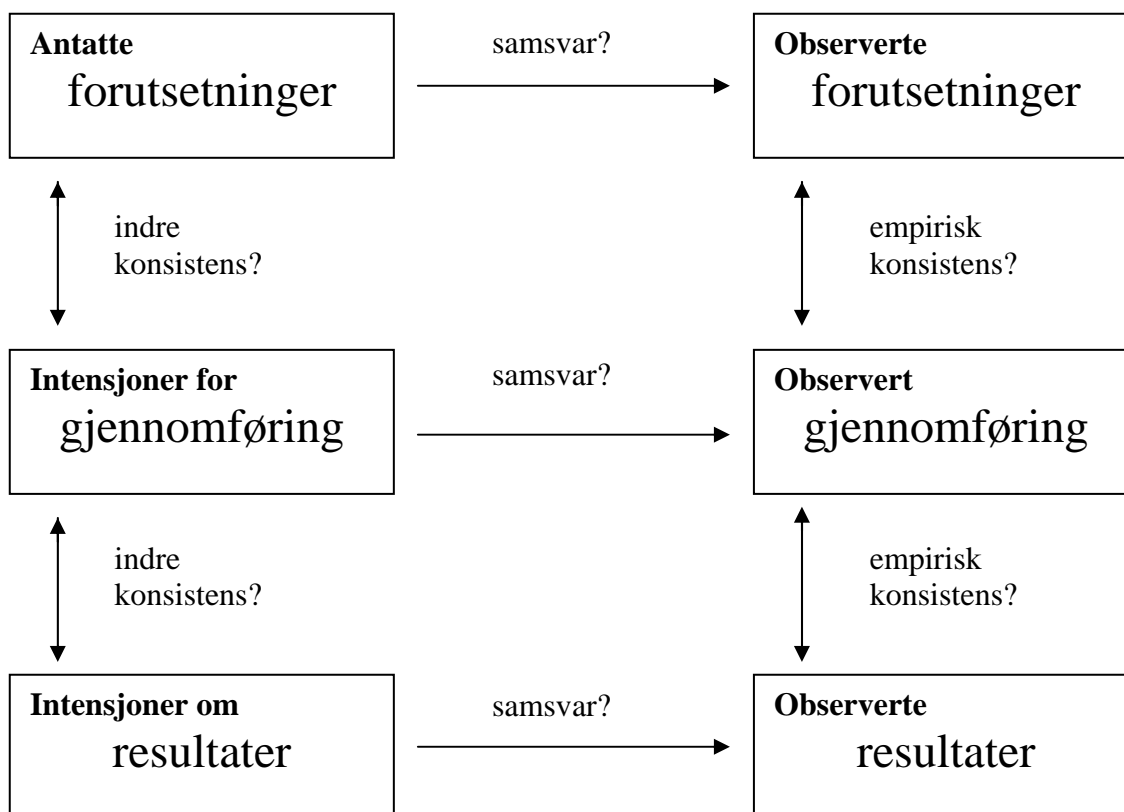 Antatte
forutsetninger
samsvar?
Observerte
forutsetninger
indre
konsistens?
empirisk
konsistens?
Intensjoner for
gjennomføring
samsvar?
Observert
gjennomføring
indre
konsistens?
empirisk
konsistens?
Intensjoner om
resultater
samsvar?
Observerte
resultater